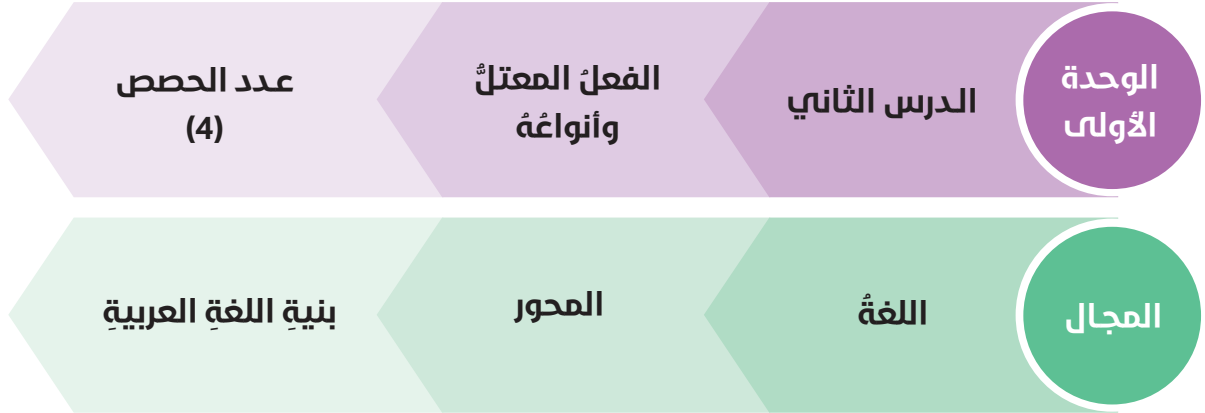 الوحدة
الأولى
الدرس الثاني
الفعلُ المعتلُّ
وأنواعُهُ
عدد الحصص
(4)
المجال
اللغةُ
المحور
بنيةِ اللغةِ العربيةِ